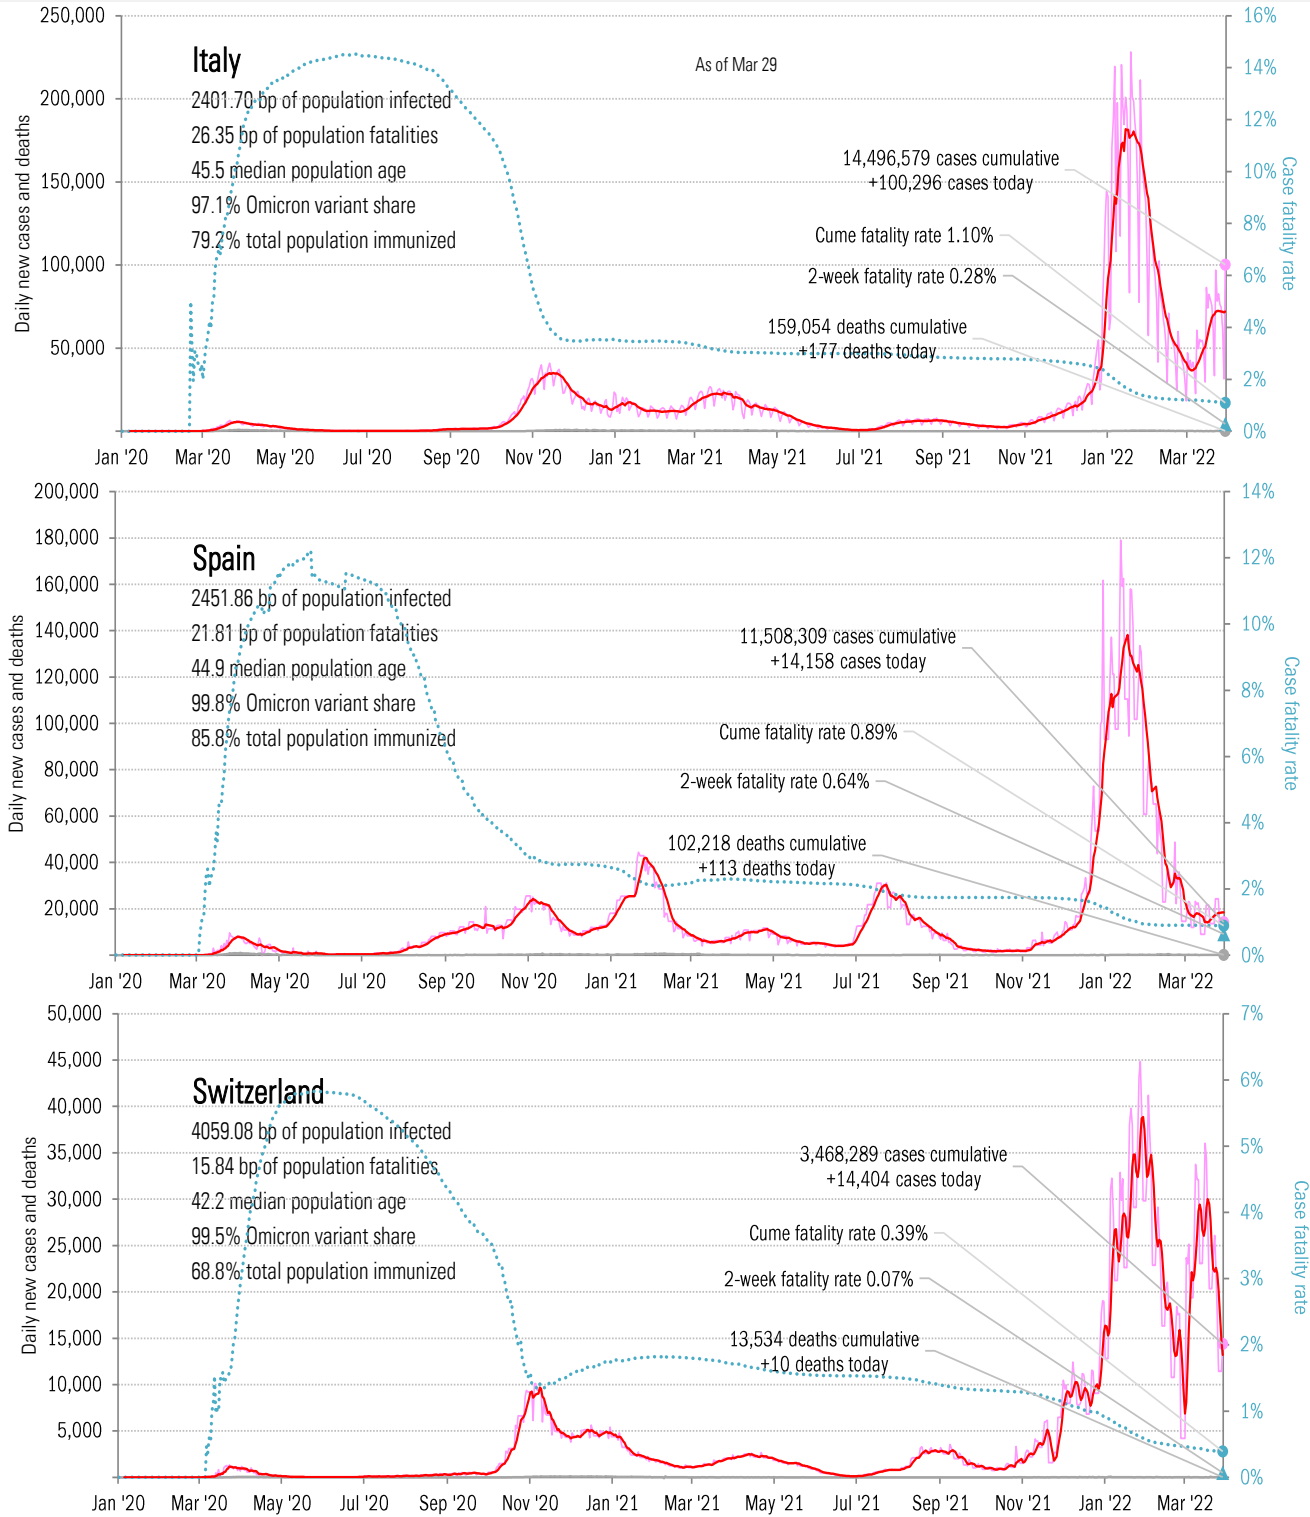 250,000
200,000
150,000
100,000
50,000
Daily new cases and deaths
Italy
2401.70 bp of population infected
26.35 bp of population fatalities
45.5 median population age
97.1% Omicron variant share
79.2% total population immunized
As of Mar 29
14,496,579 cases cumulative
+100,296 cases today
Cume fatality rate 1.10%
2-week fatality rate 0.28%
159,054 deaths cumulative
+177 deaths today
16%
14%
12%
10%
8%
6%
4%
2%
0%
Case fatality rate
Jan '20 Mar '20 May '20 Jul '20 Sep '20 Nov '20 Jan '21 Mar '21 May '21 Jul '21 Sep '21 Nov '21 Jan '22 Mar '22
200,000
180,000
160,000
140,000
120,000
100,000
80,000
60,000
40,000
20,000
Daily new cases and deaths
Spain
2451.86 bp of population infected
21.81 bp of population fatalities
44.9 median population age
99.8% Omicron variant share
85.8% total population immunized
11,508,309 cases cumulative
+14,158 cases today
Cume fatality rate 0.89%
2-week fatality rate 0.64%
102,218 deaths cumulative
+113 deaths today
14%
12%
10%
8%
6%
4%
2%
0%
Case fatality rate
Jan '20 Mar '20 May '20 Jul '20 Sep '20 Nov '20 Jan '21 Mar '21 May '21 Jul '21 Sep '21 Nov '21 Jan '22 Mar '22
50,000
45,000
40,000
35,000
30,000
25,000
20,000
15,000
10,000
5,000
Daily new cases and deaths
Switzerland
4059.08 bp of population infected
15.84 bp of population fatalities
42.2 median population age
99.5% Omicron variant share
68.8% total population immunized
3,468,289 cases cumulative
+14,404 cases today
Cume fatality rate 0.39%
2-week fatality rate 0.07%
13,534 deaths cumulative
+10 deaths today
7%
6%
5%
4%
3%
2%
1%
0%
Case fatality rate
Jan '20 Mar '20 May '20 Jul '20 Sep '20 Nov '20 Jan '21 Mar '21 May '21 Jul '21 Sep '21 Nov '21 Jan '22 Mar '22